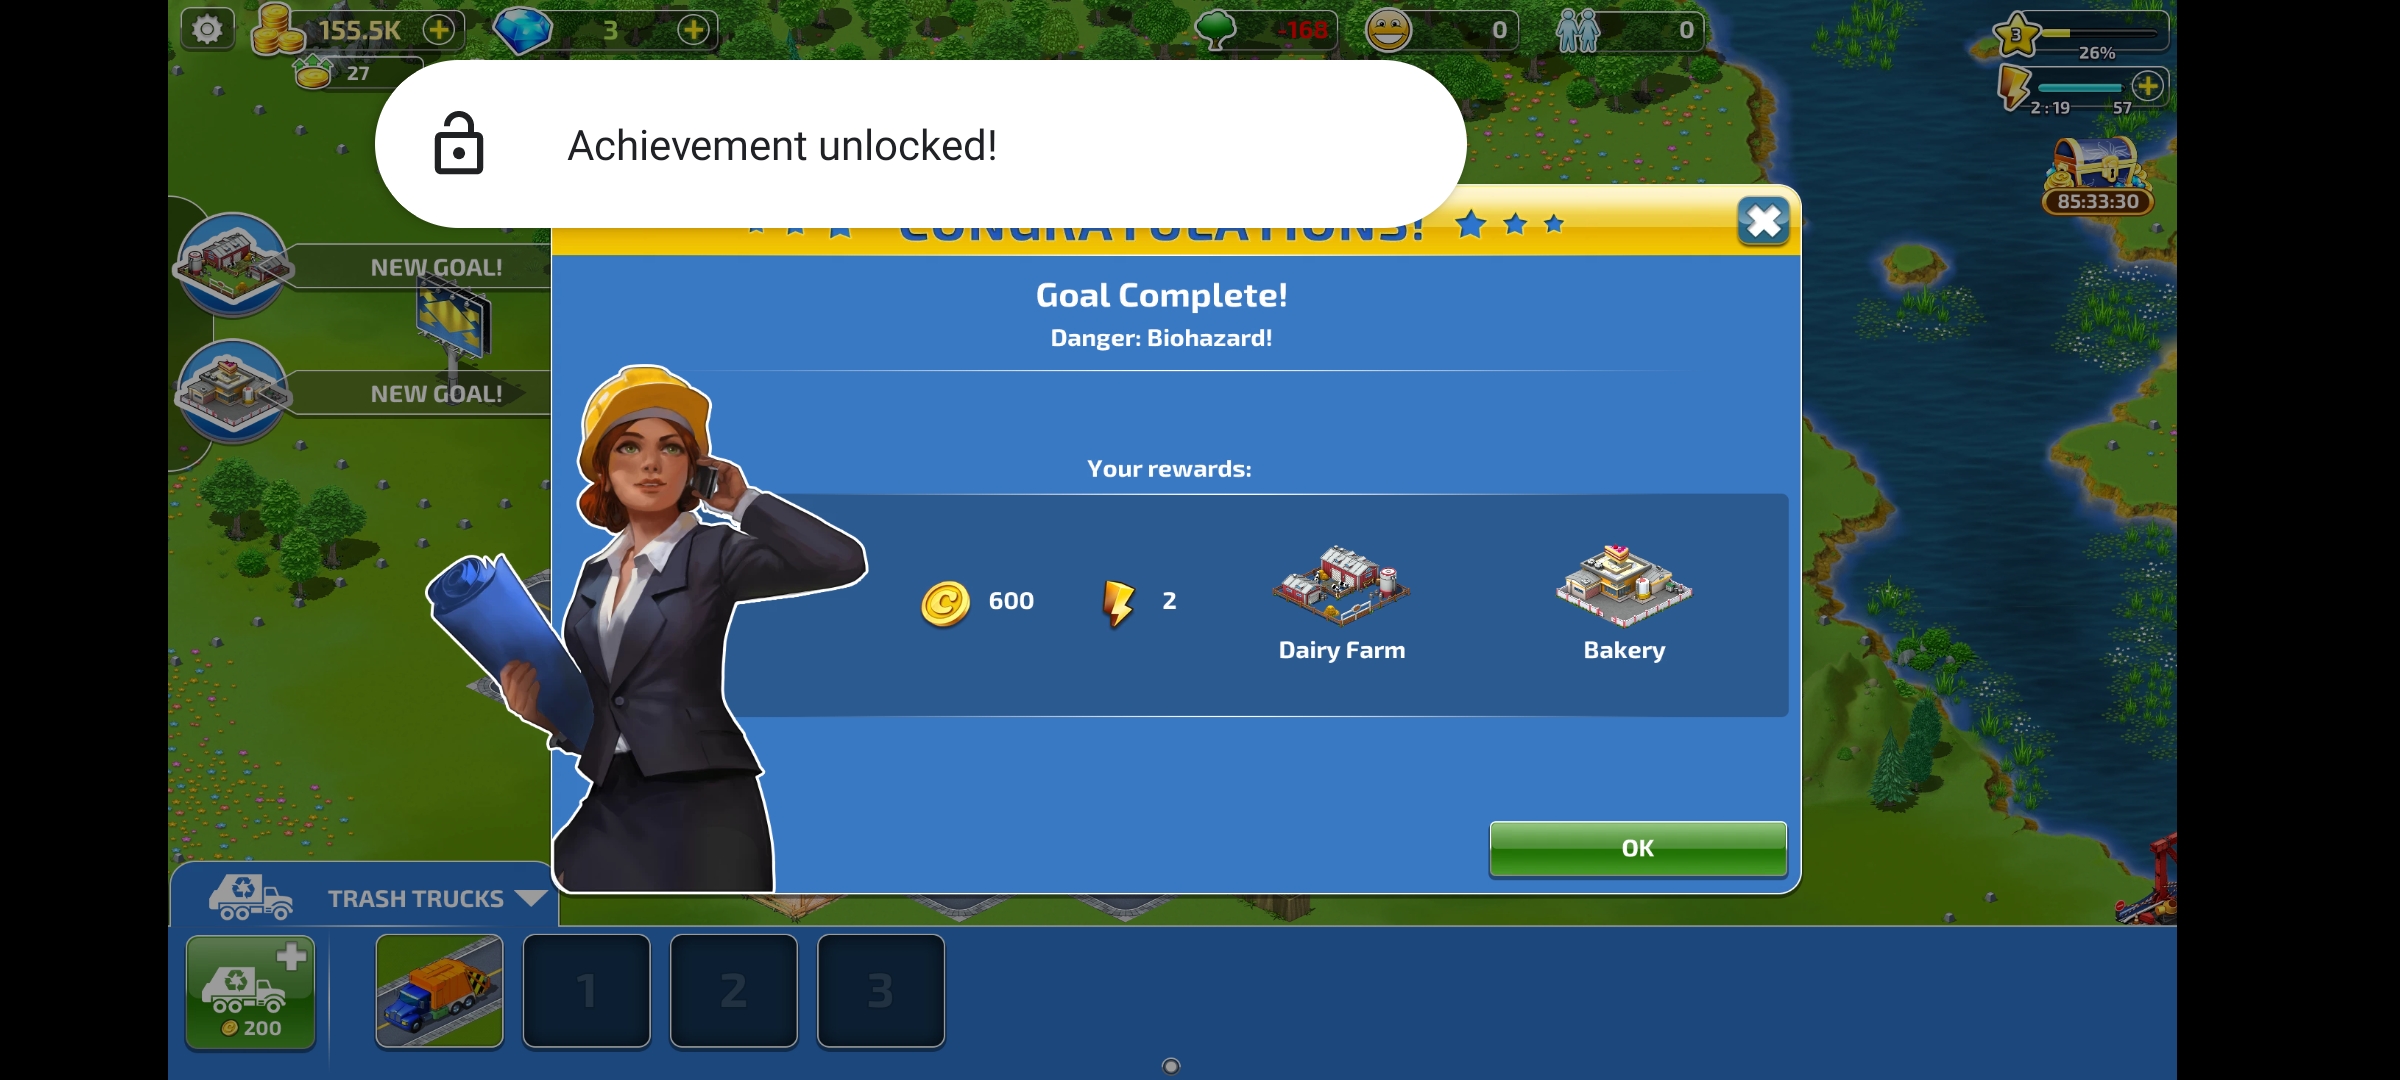 155.5K
3
-168
0
0
3
26%
27
2:19
57
Achievement unlocked!
85:33:30
CONGRATULATIONS!
NEW GOAL!
NEW GOAL!
Goal Complete!
Danger: Biohazard!
Your rewards:
600
2
Dairy Farm
Bakery
OK
TRASH TRUCKS
200
1
2
3